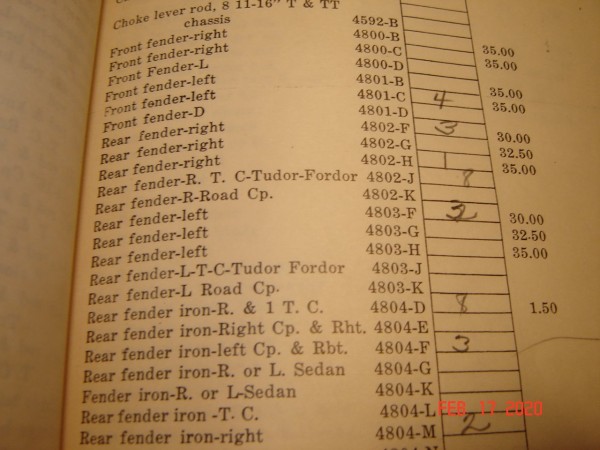 Choke lever rod, 8 11-16" T & TT
chassis 4592-B
Front fender-right 4800-B
Front fender-right 4800-C 35.00
Front Fender-L 4800-D 35.00
Front fender-left 4801-B
Front fender-left 4801-C 4 35.00
Front fender-D 4801-D 35.00
Rear fender-right 4802-F 3 30.00
Rear fender-right 4802-G 32.50
Rear fender-right 4802-H 1 35.00
Rear fender-R. T. C-Tudor-Fordor 4802-J 8
Rear fender-R-Road Cp. 4802-K
Rear fender-left 4803-F 30.00
Rear fender-left 4803-G 32.50
Rear fender-left 4803-H 35.00
Rear fender-L-T-C-Tudor Fordor 4803-J
Rear fender-L Road Cp. 4803-K
Rear fender iron-R. & 1 T. C. 4804-D 8 1.50
Rear fender iron-Right Cp. & Rht. 4804-E
Rear fender iron-left Cp. & Rbt. 4804-F 3
Rear fender iron-R. or L. Sedan 4804-G
Fender iron-R. or L-Sedan 4804-K
Rear fender iron -T. C. 4804-L
Rear fender iron-right 4804-M 2
FEB. 17 2020